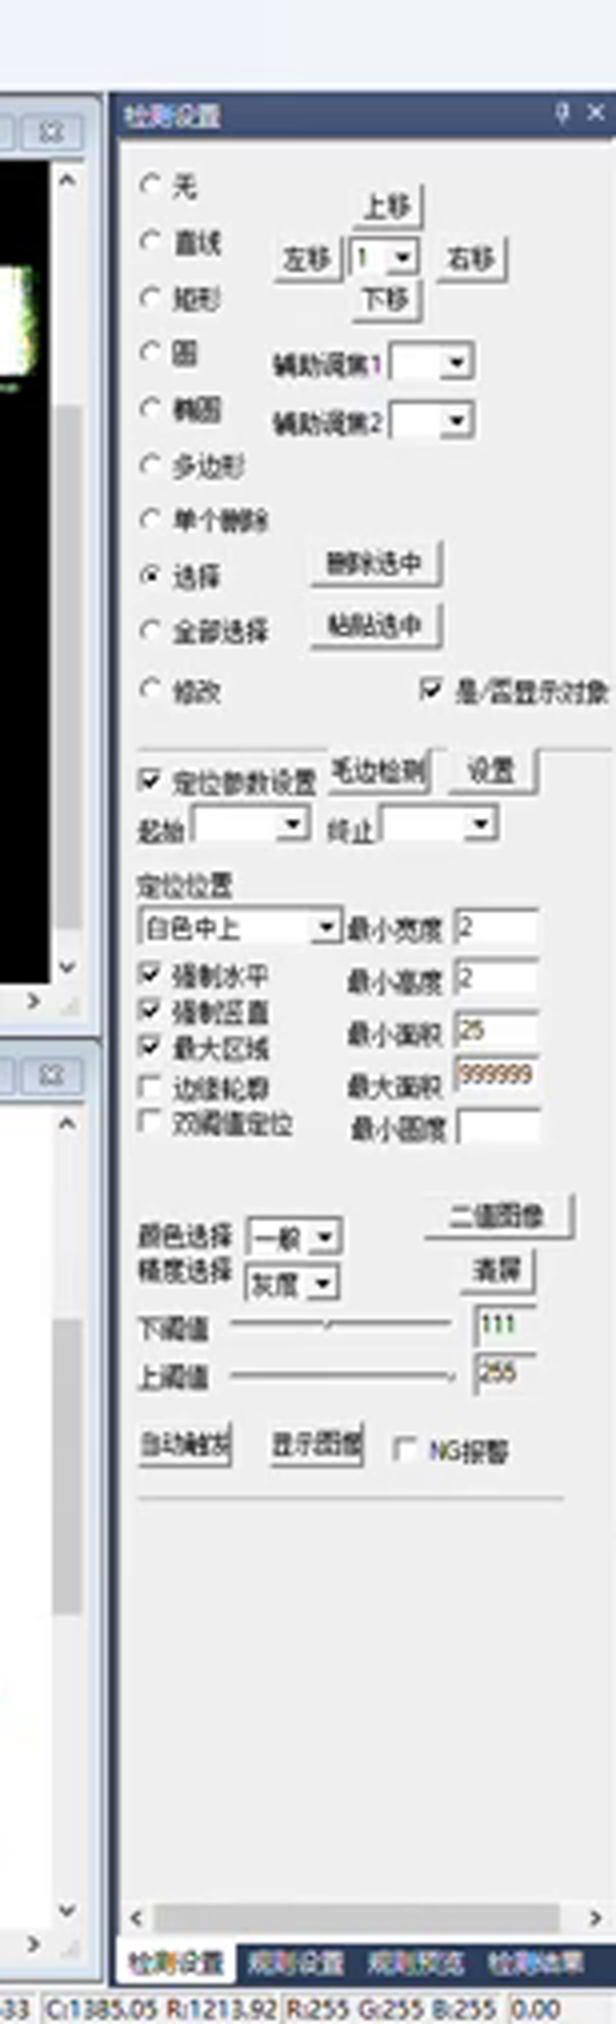 检测设置
无
上移
直线
左移 1 右移
矩形
下移
圆
辅助调焦1
椭圆
辅助调焦2
多边形
单个删除
选择 删除选中
全部选择 粘贴选中
修改 是/否显示对象
定位参数设置 毛边检测 设置
起始 终止
定位位置
白色中上 最小宽度 2
强制水平 最小高度 2
强制竖直
最小面积 25
最大区域
边缘轮廓 最大面积 999999
双阈值定位 最小圆度
二值图像
颜色选择 一般
精度选择 灰度 清屏
下阈值 111
上阈值 255
自动触发 显示图像 NG报警
检测设置 观测设置 观测预览 检测结果
33 C:1385.05 R:1213.92 R:255 G:255 B:255 0.00